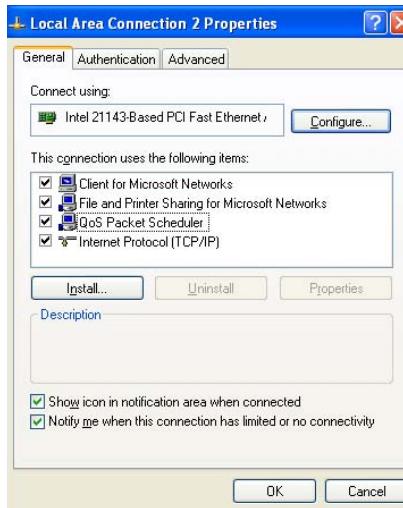 Local Area Connection 2 Properties
General Authentication Advanced
Connect using:
Intel 21143-Based PCI Fast Ethernet Configure...
This connection uses the following items:
Client for Microsoft Networks
File and Printer Sharing for Microsoft Networks
QoS Packet Scheduler
Internet Protocol (TCP/IP)
Install... Uninstall Properties
Description
Show icon in notification area when connected
Notify me when this connection has limited or no connectivity
OK Cancel